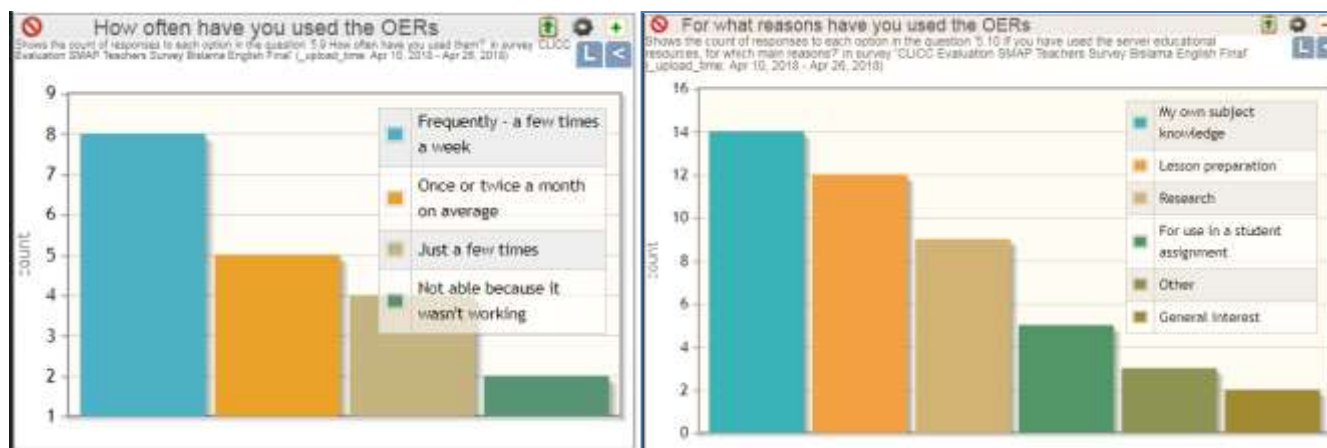 How often have you used the OERs
Shows the count of responses to each option in the question '5.9 How often have you used them?' in survey 'CLICC
Evaluation SMAP Teachers Survey Bislama English Final' (_upload_time: Apr 10, 2018 - Apr 26, 2018)
L <
9
8
7
6
5
4
3
2
1
count
Frequently - a few times
a week
Once or twice a month
on average
Just a few times
Not able because it
wasn't working
For what reasons have you used the OERs
Shows the count of responses to each option in the question '5.10 If you have used the server educational
resources, for which main reasons?' in survey 'CLICC Evaluation SMAP Teachers Survey Bislama English Final'
(_upload_time: Apr 10, 2018 - Apr 26, 2018)
L <
16
14
12
10
8
6
4
2
0
count
My own subject
knowledge
Lesson preparation
Research
For use in a student
assignment
Other
General Interest